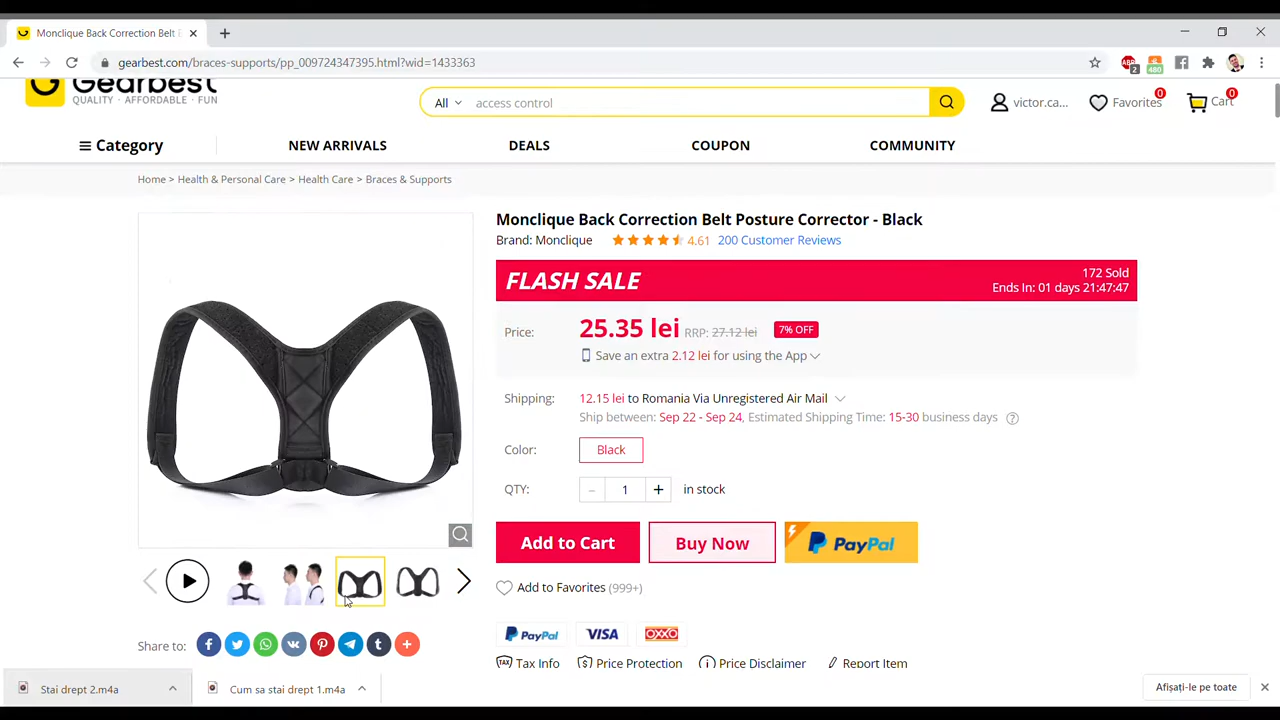 Monclique Back Correction Belt
gearbest.com/braces-supports/pp_009724347395.html?wid=1433363
2
480
Gearbest
QUALITY · AFFORDABLE · FUN
All
access control
victor.ca...
Favorites
0
Cart
0
Category
NEW ARRIVALS
DEALS
COUPON
COMMUNITY
Home > Health & Personal Care > Health Care > Braces & Supports
Monclique Back Correction Belt Posture Corrector - Black
Brand: Monclique
4.61
200 Customer Reviews
FLASH SALE
172 Sold
Ends In: 01 days 21:47:47
Price:
25.35 lei
RRP: 27.12 lei
7% OFF
Save an extra 2.12 lei for using the App
Shipping:
12.15 lei to Romania Via Unregistered Air Mail
Ship between: Sep 22 - Sep 24, Estimated Shipping Time: 15-30 business days
Color:
Black
QTY:
1
in stock
Add to Cart
Buy Now
PayPal
Add to Favorites (999+)
PayPal
VISA
OXXO
Share to:
TAX Tax Info
Price Protection
Price Disclaimer
Report Item
Stai drept 2.m4a
Cum sa stai drept 1.m4a
Afișați-le pe toate